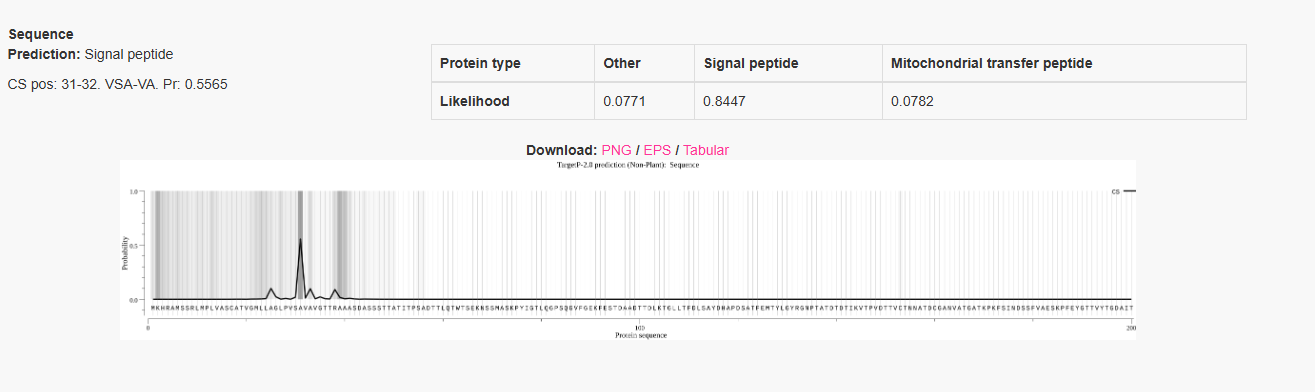 Sequence
Prediction: Signal peptide
CS pos: 31-32. VSA-VA. Pr: 0.5565
Protein type Other Signal peptide Mitochondrial transfer peptide
Likelihood 0.0771 0.8447 0.0782
Download: PNG / EPS / Tabular
TargetP-2.0 prediction (Non-Plant): Sequence
CS
1.0
0.5
0.0
Probability
0 100 200
Protein sequence